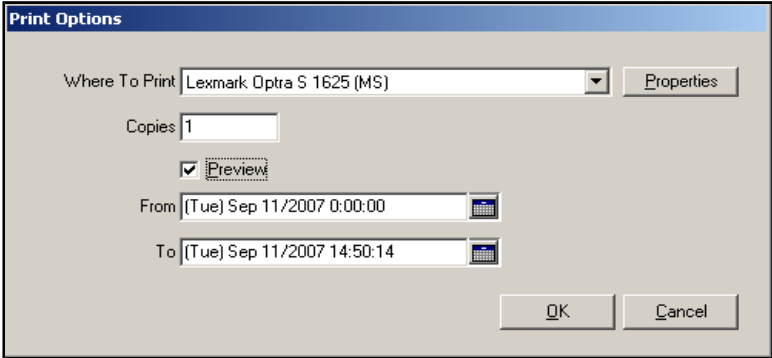 Print Options
Where To Print Lexmark Optra S 1625 (MS) Properties
Copies 1
Preview
From (Tue) Sep 11/2007 0:00:00
To (Tue) Sep 11/2007 14:50:14
OK Cancel